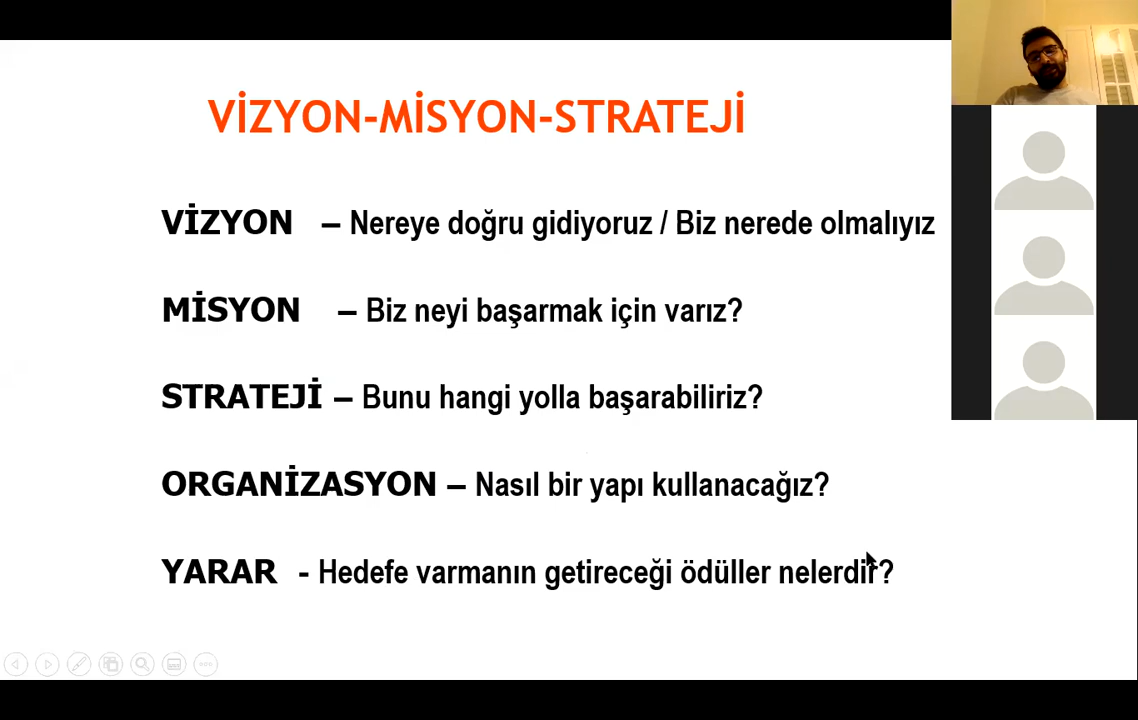 VİZYON-MİSYON-STRATEJİ
VİZYON – Nereye doğru gidiyoruz / Biz nerede olmalıyız
MİSYON – Biz neyi başarmak için varız?
STRATEJİ – Bunu hangi yolla başarabiliriz?
ORGANİZASYON – Nasıl bir yapı kullanacağız?
YARAR - Hedefe varmanın getireceği ödüller nelerdir?